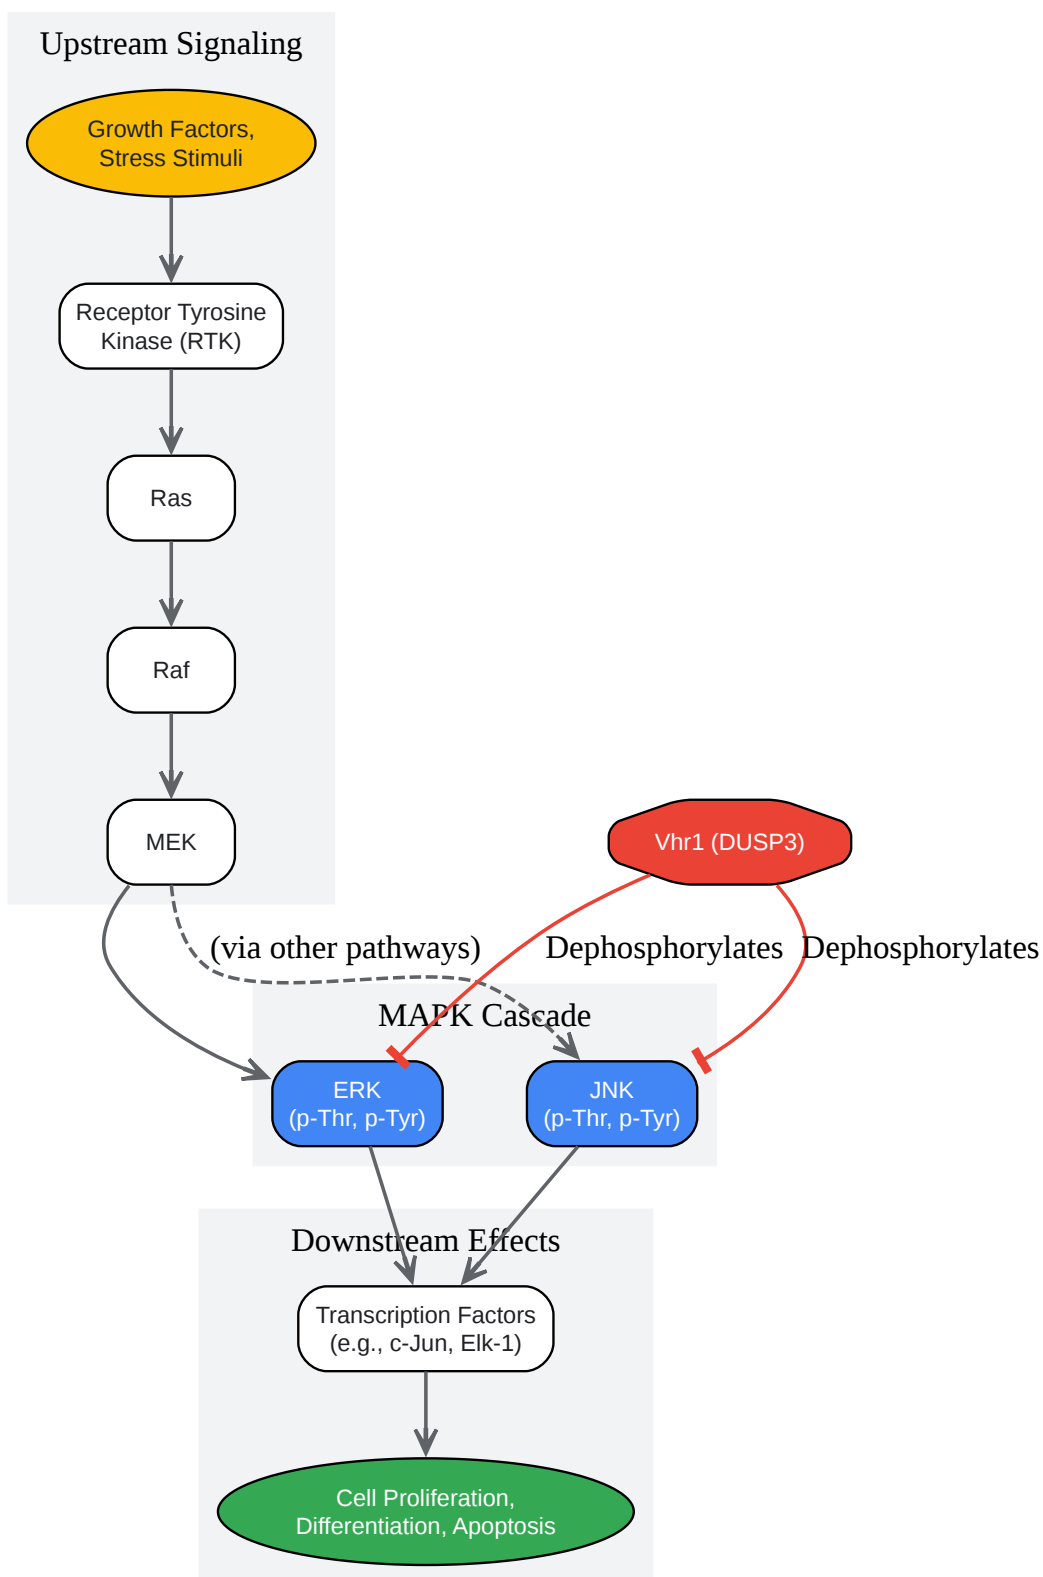 Upstream Signaling
Growth Factors,
Stress Stimuli
Receptor Tyrosine
Kinase (RTK)
Ras
Raf
MEK
Vhr1 (DUSP3)
(via other pathways)
Dephosphorylates
Dephosphorylates
MAPK Cascade
ERK
(p-Thr, p-Tyr)
JNK
(p-Thr, p-Tyr)
Downstream Effects
Transcription Factors
(e.g., c-Jun, Elk-1)
Cell Proliferation,
Differentiation, Apoptosis